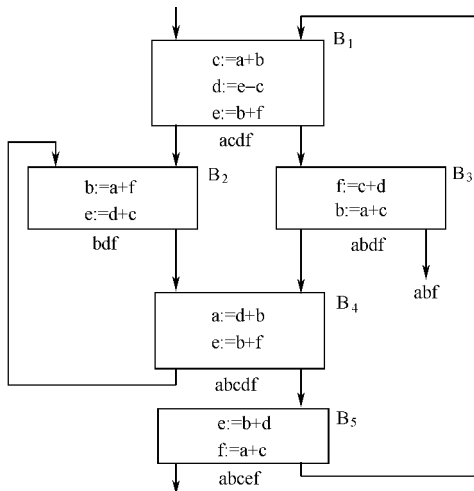 B1
c:=a+b
d:=e−c
e:=b+f
acdf
B2
b:=a+f
e:=d+c
bdf
B3
f:=c+d
b:=a+c
abdf
abf
B4
a:=d+b
e:=b+f
abcdf
B5
e:=b+d
f:=a+c
abcef